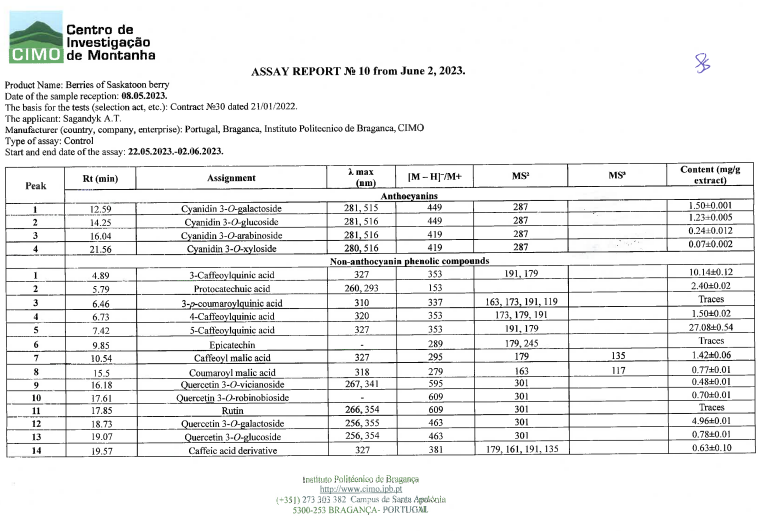 CIMO
Centro de
Investigação
de Montanha
ASSAY REPORT № 10 from June 2, 2023.
Product Name: Berries of Saskatoon berry
Date of the sample reception: 08.05.2023.
The basis for the tests (selection act, etc.): Contract №30 dated 21/01/2022.
The applicant: Sagandyk A.T.
Manufacturer (country, company, enterprise): Portugal, Braganca, Instituto Politecnico de Braganca, CIMO
Type of assay: Control
Start and end date of the assay: 22.05.2023.-02.06.2023.
Peak Rt (min) Assignment λ max (nm) [M – H]⁻/M+ MS² MS³ Content (mg/g extract)
Anthocyanins
1 12.59 Cyanidin 3-O-galactoside 281, 515 449 287 1.50±0.001
2 14.25 Cyanidin 3-O-glucoside 281, 516 449 287 1.23±0.005
3 16.04 Cyanidin 3-O-arabinoside 281, 516 419 287 0.24±0.012
4 21.56 Cyanidin 3-O-xyloside 280, 516 419 287 0.07±0.002
Non-anthocyanin phenolic compounds
1 4.89 3-Caffeoylquinic acid 327 353 191, 179 10.14±0.12
2 5.79 Protocatechuic acid 260, 293 153 2.40±0.02
3 6.46 3-p-coumaroylquinic acid 310 337 163, 173, 191, 119 Traces
4 6.73 4-Caffeoylquinic acid 320 353 173, 179, 191 1.50±0.02
5 7.42 5-Caffeoylquinic acid 327 353 191, 179 27.08±0.54
6 9.85 Epicatechin - 289 179, 245 Traces
7 10.54 Caffeoyl malic acid 327 295 179 135 1.42±0.06
8 15.5 Coumaroyl malic acid 318 279 163 117 0.77±0.01
9 16.18 Quercetin 3-O-vicianoside 267, 341 595 301 0.48±0.01
10 17.61 Quercetin 3-O-robinobioside - 609 301 0.70±0.01
11 17.85 Rutin 266, 354 609 301 Traces
12 18.73 Quercetin 3-O-galactoside 256, 355 463 301 4.96±0.01
13 19.07 Quercetin 3-O-glucoside 256, 354 463 301 0.78±0.01
14 19.57 Caffeic acid derivative 327 381 179, 161, 191, 135 0.63±0.10
Instituto Politécnico de Bragança
http://www.cimo.ipb.pt
(+351) 273 303 382 Campus de Santa Apolónia
5300-253 BRAGANÇA- PORTUGAL